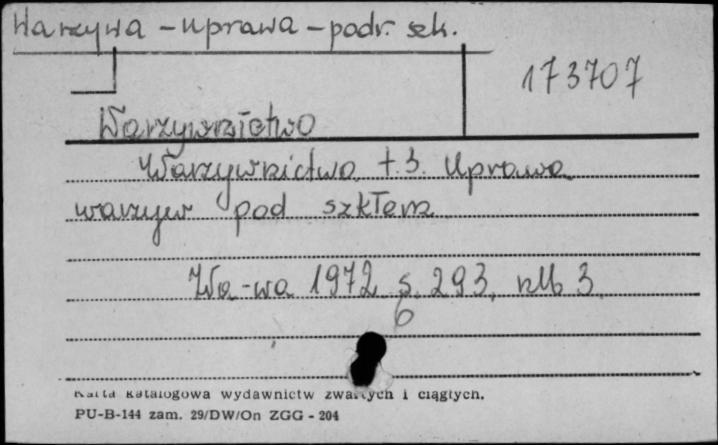 Warzywa - uprawa - podr. szk.
173707
Warzywnictwo
Warzywnictwo t.3. Uprawa
warzyw pod szkłem
Wa-wa 1972 s. 293, nlb 3.
6
Karta katalogowa wydawnictw zwartych i ciągłych.
PU-B-144 zam. 29/DW/On ZGG - 204